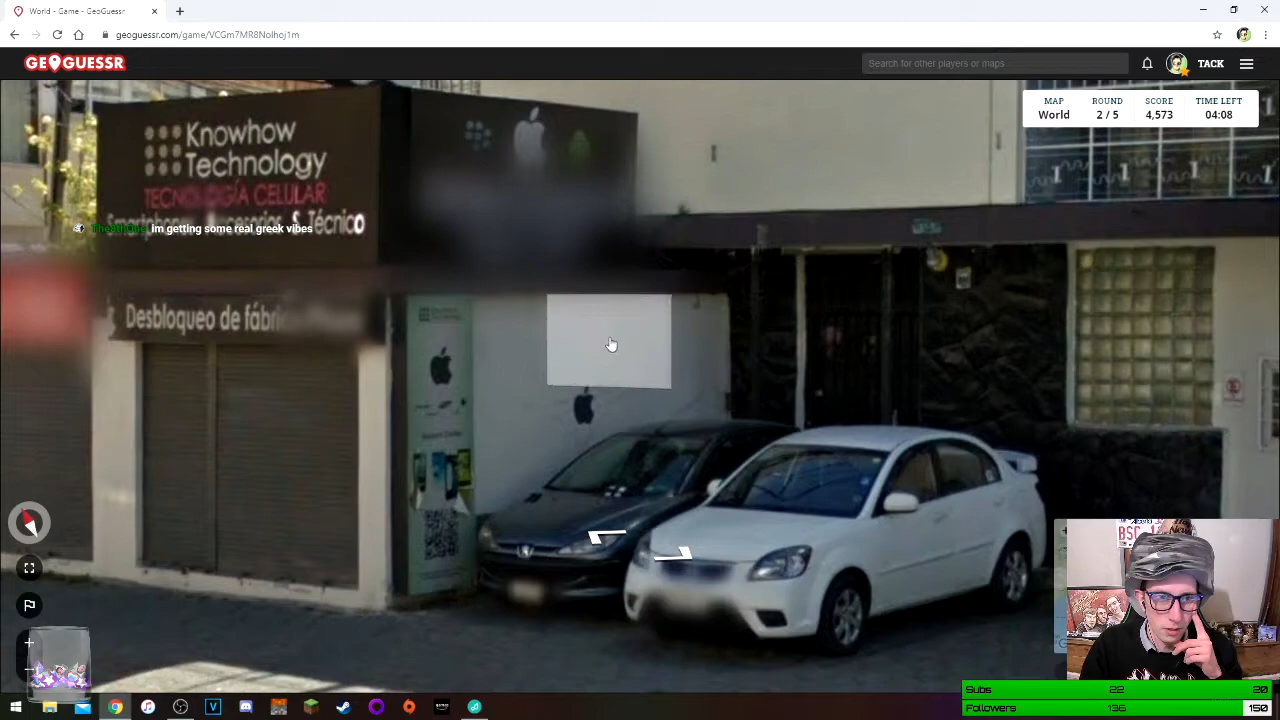 World - Game - GeoGuessr
geoguessr.com/game/VCGm7MR8Nolhoj1m
GEOGUESSR
Search for other players or maps
TACK
MAP
World
ROUND
2 / 5
SCORE
4,573
TIME LEFT
04:08
Knowhow
Technology
TECNOLOGÍA CELULAR
Técnico
im getting some real greek vibes
Desbloqueo de
Subs 22 20
Followers 136 150